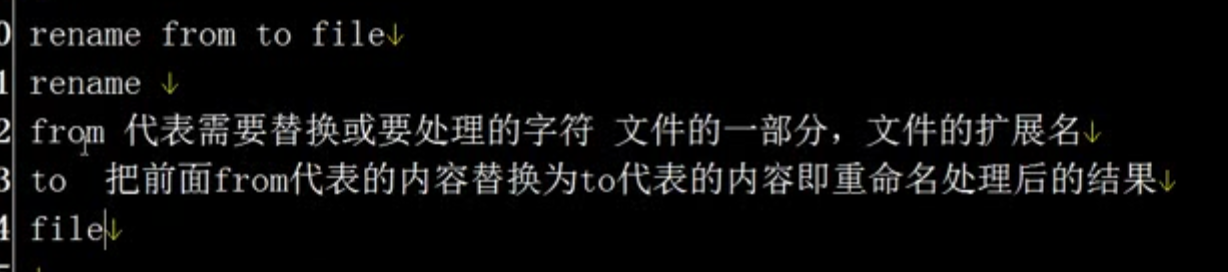 0 rename from to file↓
1 rename ↓
2 from 代表需要替换或要处理的字符 文件的一部分，文件的扩展名↓
3 to 把前面from代表的内容替换为to代表的内容即重命名处理后的结果↓
4 file↓